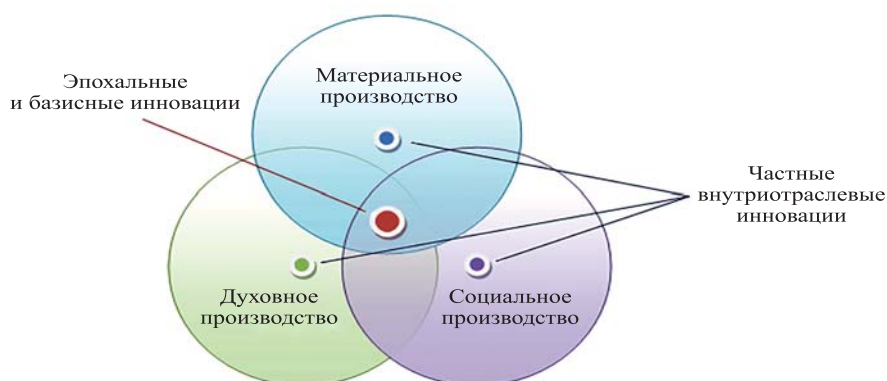 Эпохальные
и базисные инновации
Материальное
производство
Частные
внутриотраслевые
инновации
Духовное
производство
Социальное
производство